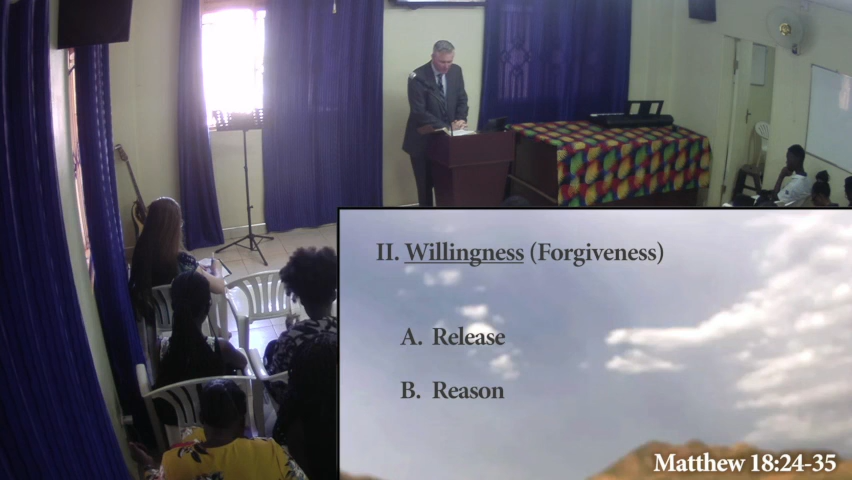 II. Willingness (Forgiveness)
A. Release
B. Reason
Matthew 18:24-35